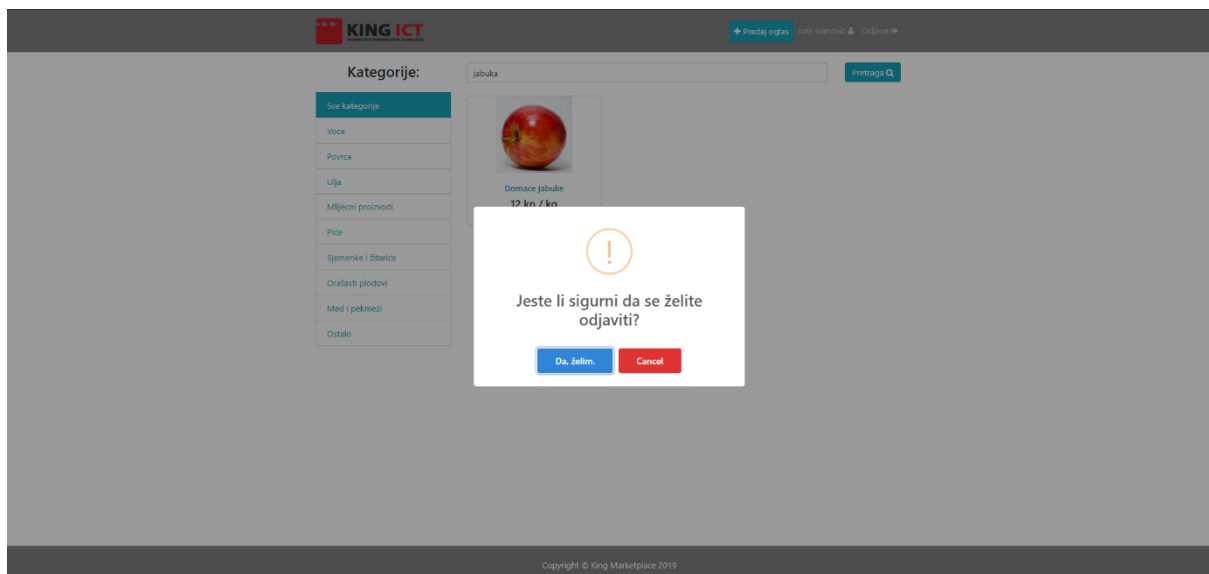 KING ICT
Predaj oglas
Jure Ivanovic
Odjava
Kategorije:
jabuka
Pretraga
Sve kategorije
Voce
Povrce
Ulja
Mlijecni proizvodi
Pice
Sjemenke i žitarice
Orašasti plodovi
Med i pekmezi
Ostalo
Domace jabuke
12 kn / kg
Jeste li sigurni da se želite
odjaviti?
Da, želim.
Cancel
Copyright © King Marketplace 2019